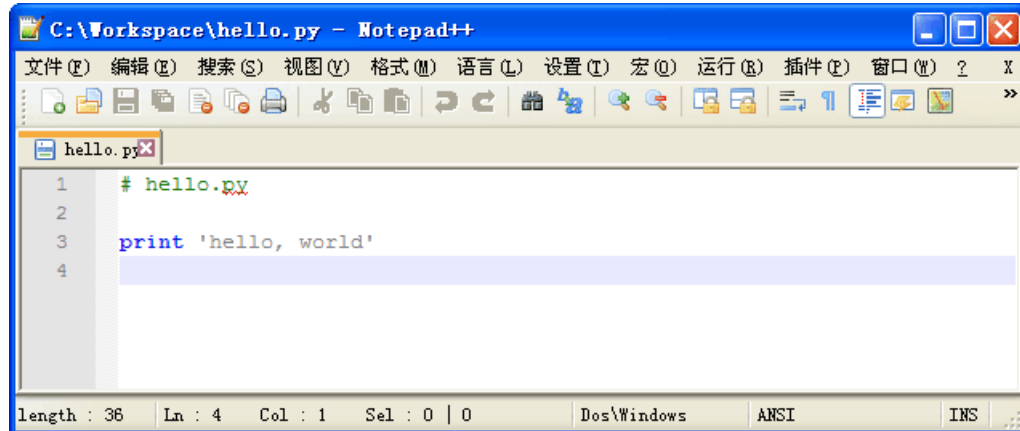 C:\Workspace\hello.py - Notepad++
文件(F) 编辑(E) 搜索(S) 视图(V) 格式(M) 语言(L) 设置(T) 宏(O) 运行(R) 插件(P) 窗口(W) ? X
hello.py
1 # hello.py
2
3 print 'hello, world'
4
length : 36 Ln : 4 Col : 1 Sel : 0 | 0 Dos\Windows ANSI INS